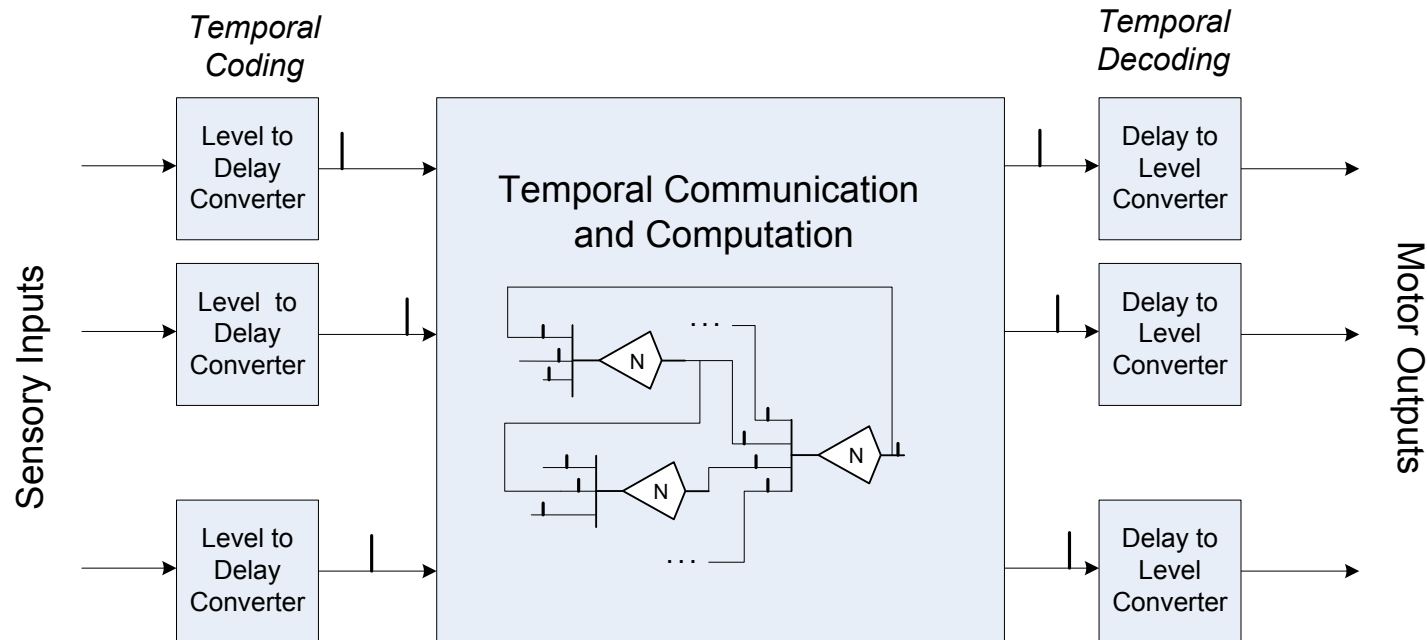 Temporal
Coding
Temporal
Decoding
Sensory Inputs
Level to
Delay
Converter
Level to
Delay
Converter
Level to
Delay
Converter
Temporal Communication
and Computation
. . .
N
N
N
. . .
Delay to
Level
Converter
Delay to
Level
Converter
Delay to
Level
Converter
Motor Outputs